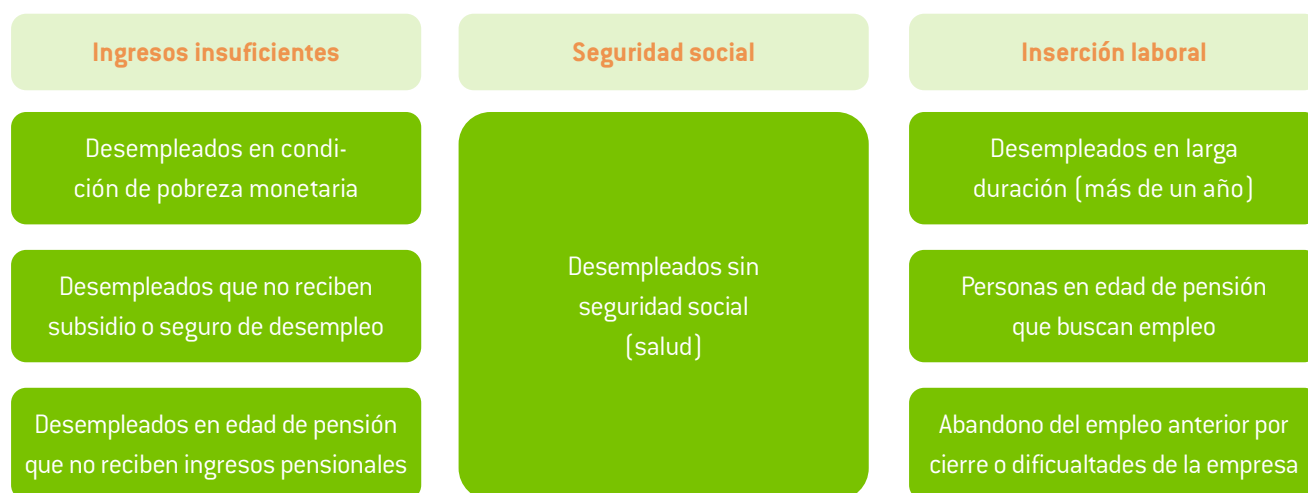 Ingresos insuficientes
Desempleados en condi-
ción de pobreza monetaria
Desempleados que no reciben
subsidio o seguro de desempleo
Desempleados en edad de pensión
que no reciben ingresos pensionales
Seguridad social
Desempleados sin
seguridad social
(salud)
Inserción laboral
Desempleados en larga
duración (más de un año)
Personas en edad de pensión
que buscan empleo
Abandono del empleo anterior por
cierre o dificualtades de la empresa